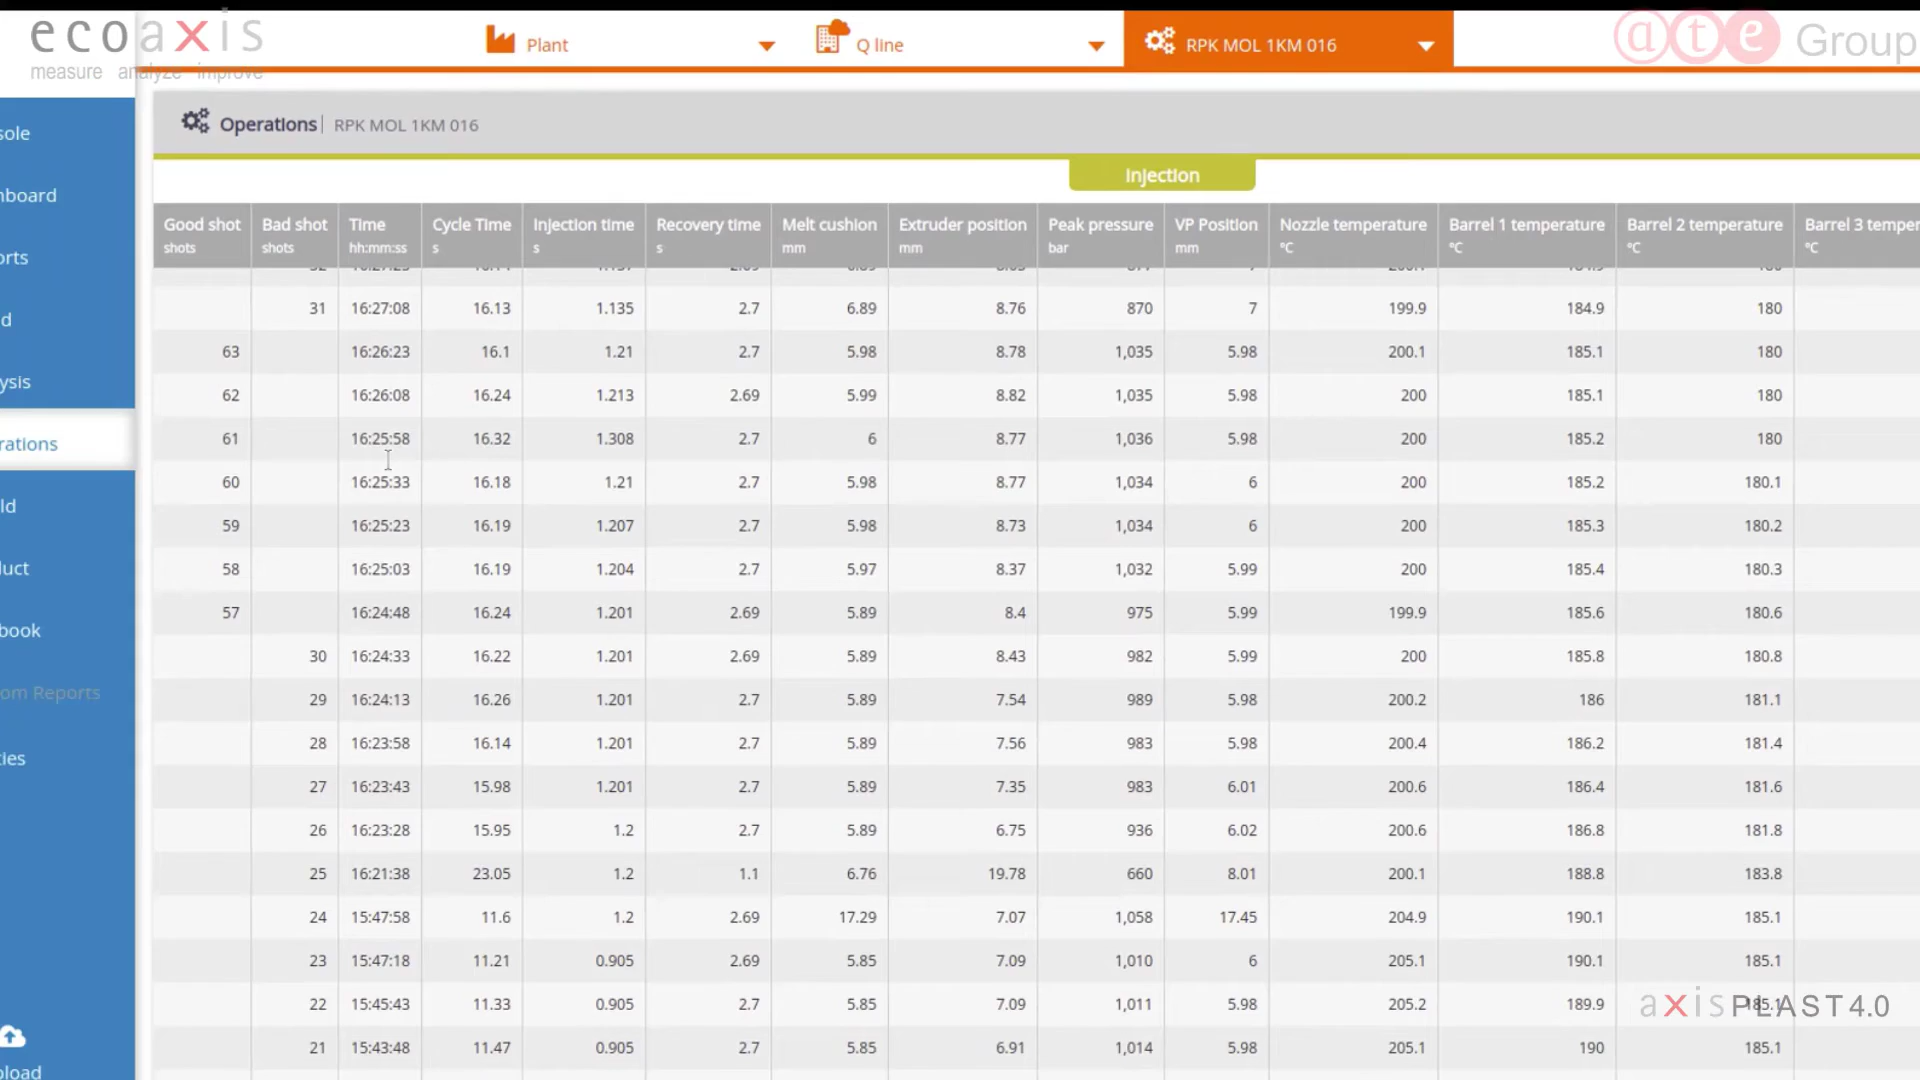 ecoaxis
measure analyze improve
Plant
Q line
RPK MOL 1KM 016
ate Group
Operations | RPK MOL 1KM 016
Injection
Good shot Bad shot Time Cycle Time Injection time Recovery time Melt cushion Extruder position Peak pressure VP Position Nozzle temperature Barrel 1 temperature Barrel 2 temperature Barrel 3 temper
shots shots hh:mm:ss s s s mm mm bar mm °C °C °C °C
31 16:27:08 16.13 1.135 2.7 6.89 8.76 870 7 199.9 184.9 180
63 16:26:23 16.1 1.21 2.7 5.98 8.78 1,035 5.98 200.1 185.1 180
62 16:26:08 16.24 1.213 2.69 5.99 8.82 1,035 5.98 200 185.1 180
61 16:25:58 16.32 1.308 2.7 6 8.77 1,036 5.98 200 185.2 180
60 16:25:33 16.18 1.21 2.7 5.98 8.77 1,034 6 200 185.2 180.1
59 16:25:23 16.19 1.207 2.7 5.98 8.73 1,034 6 200 185.3 180.2
58 16:25:03 16.19 1.204 2.7 5.97 8.37 1,032 5.99 200 185.4 180.3
57 16:24:48 16.24 1.201 2.69 5.89 8.4 975 5.99 199.9 185.6 180.6
30 16:24:33 16.22 1.201 2.69 5.89 8.43 982 5.99 200 185.8 180.8
29 16:24:13 16.26 1.201 2.7 5.89 7.54 989 5.98 200.2 186 181.1
28 16:23:58 16.14 1.201 2.7 5.89 7.56 983 5.98 200.4 186.2 181.4
27 16:23:43 15.98 1.201 2.7 5.89 7.35 983 6.01 200.6 186.4 181.6
26 16:23:28 15.95 1.2 2.7 5.89 6.75 936 6.02 200.6 186.8 181.8
25 16:21:38 23.05 1.2 1.1 6.76 19.78 660 8.01 200.1 188.8 183.8
24 15:47:58 11.6 1.2 2.69 17.29 7.07 1,058 17.45 204.9 190.1 185.1
23 15:47:18 11.21 0.905 2.69 5.85 7.09 1,010 6 205.1 190.1 185.1
22 15:45:43 11.33 0.905 2.7 5.85 7.09 1,011 5.98 205.2 189.9
21 15:43:48 11.47 0.905 2.7 5.85 6.91 1,014 5.98 205.1 190 185.1
axisPLAST4.0
sole
nboard
orts
d
ysis
rations
ld
uct
book
om Reports
ies
pload